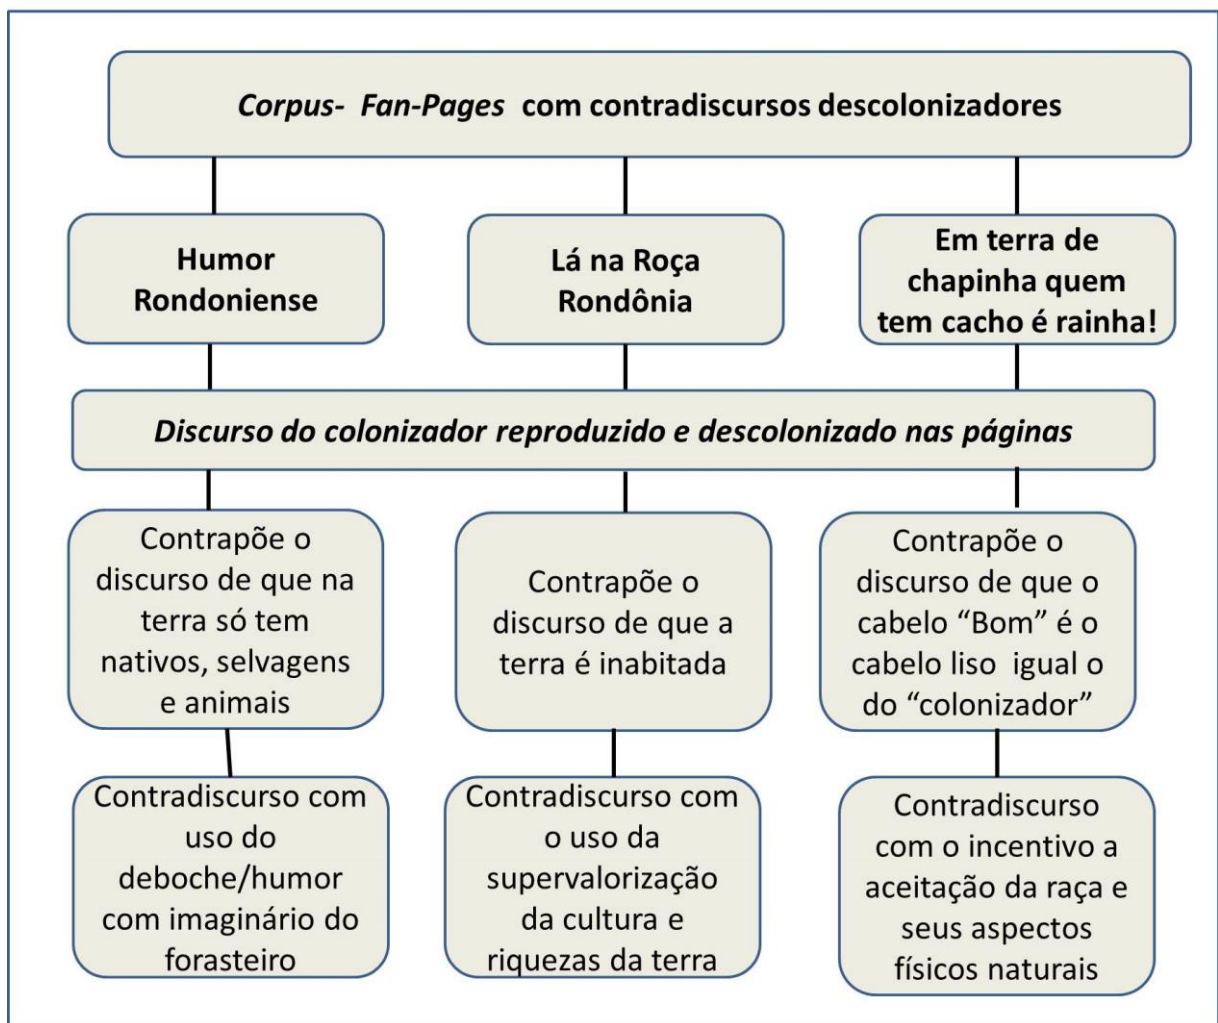 Corpus- Fan-Pages com contradiscursos descolonizadores
Humor
Rondoniense
Lá na Roça
Rondônia
Em terra de
chapinha quem
tem cacho é rainha!
Discurso do colonizador reproduzido e descolonizado nas páginas
Contrapõe o
discurso de que na
terra só tem
nativos, selvagens
e animais
Contrapõe o
discurso de que a
terra é inabitada
Contrapõe o
discurso de que o
cabelo “Bom” é o
cabelo liso igual o
do “colonizador”
Contradiscurso com
uso do
deboche/humor
com imaginário do
forasteiro
Contradiscurso com
o uso da
supervalorização
da cultura e
riquezas da terra
Contradiscurso
com o incentivo a
aceitação da raça e
seus aspectos
físicos naturais